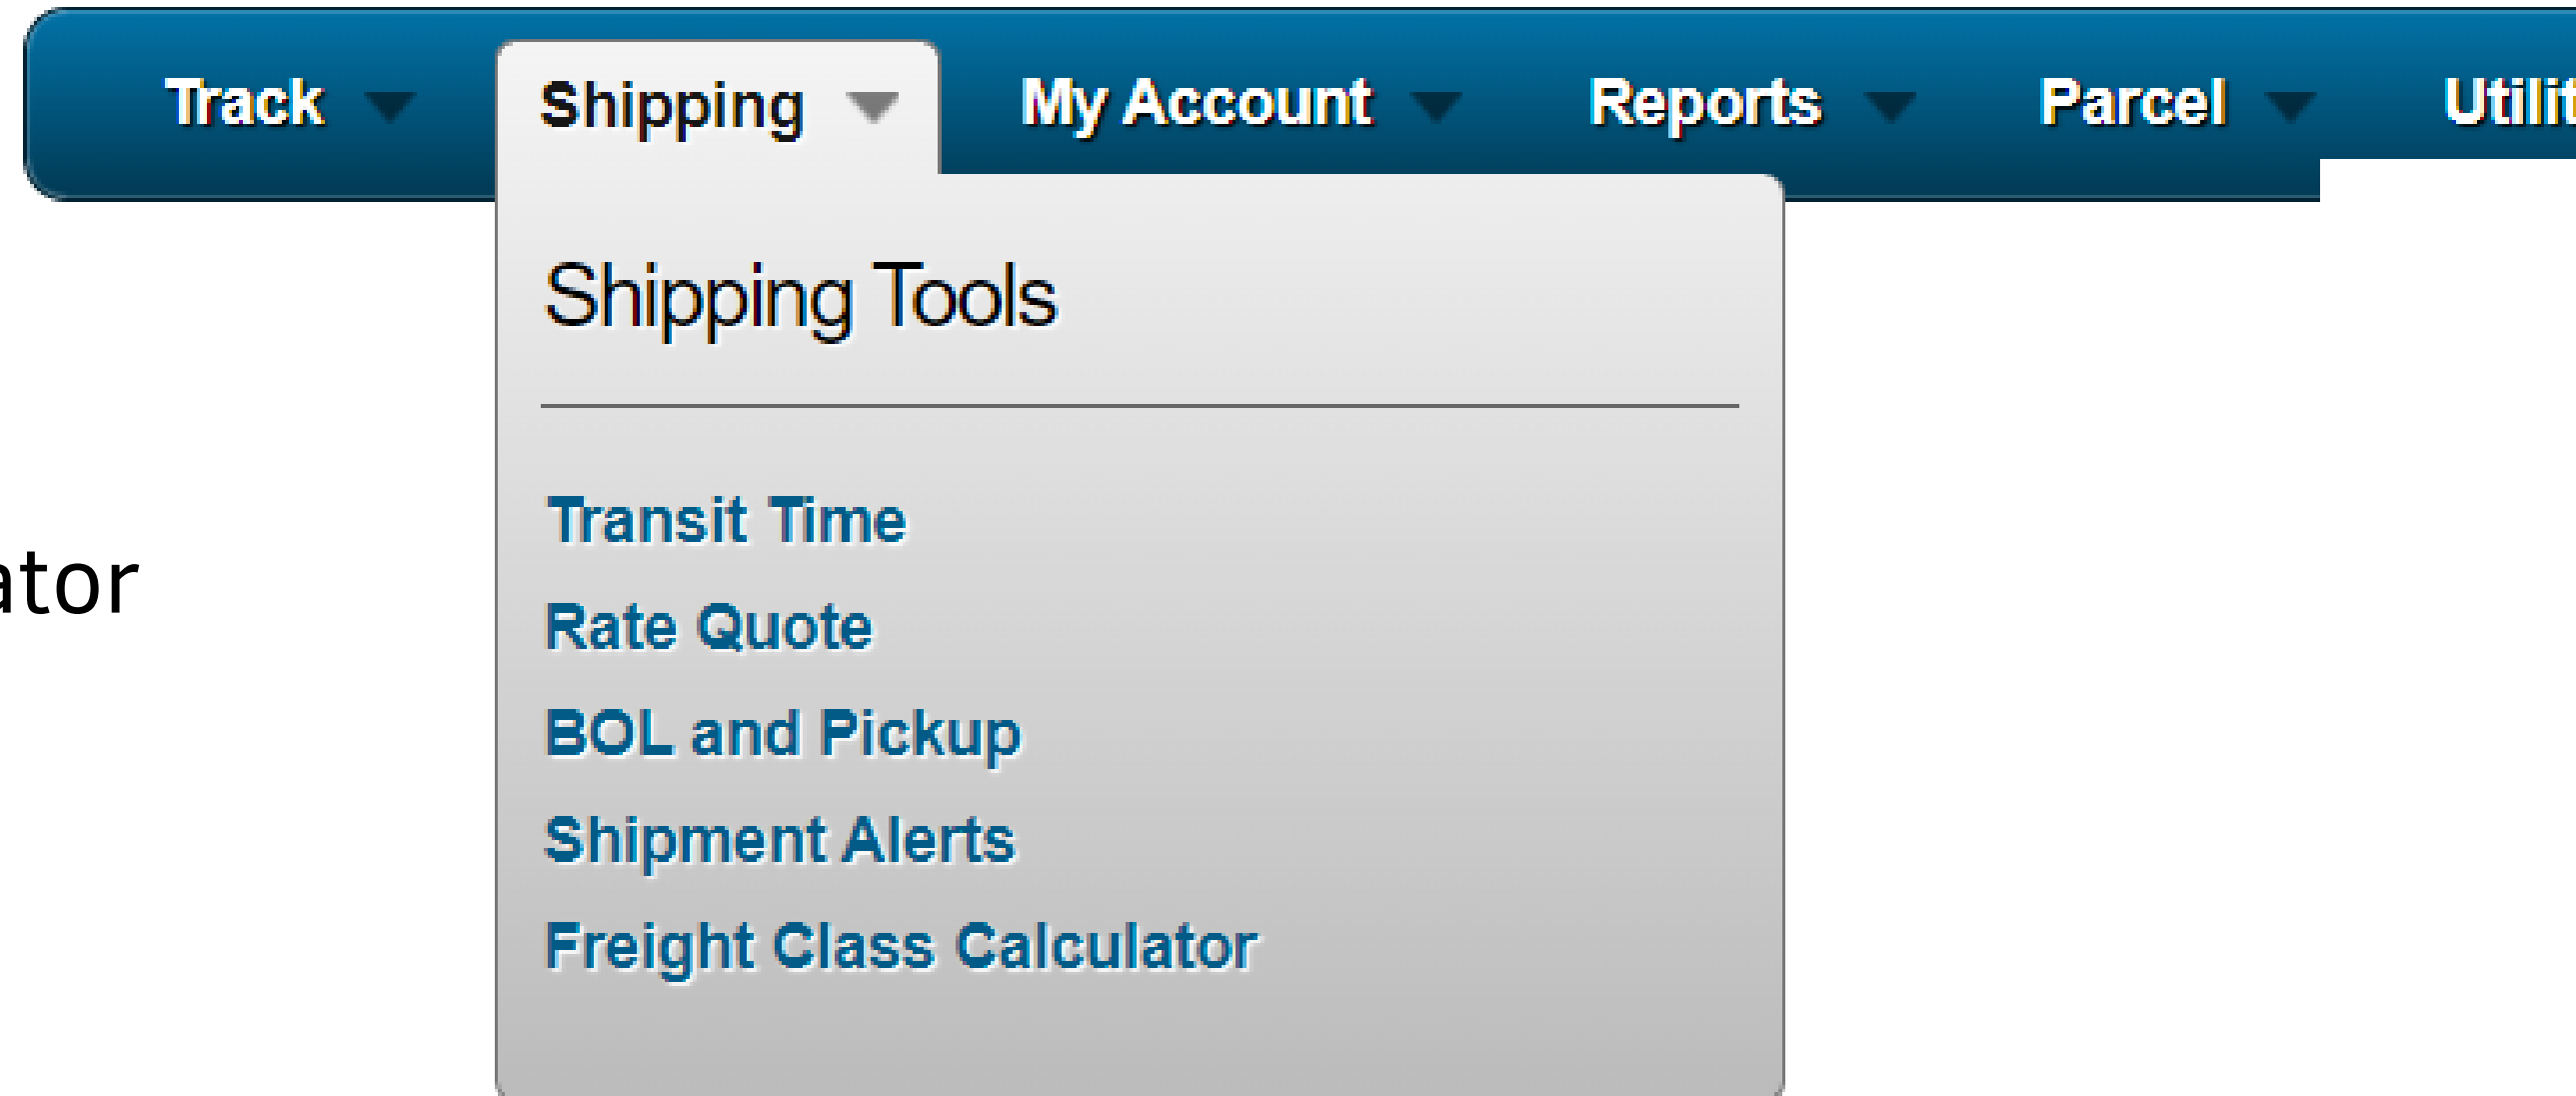 Track Shipping My Account Reports Parcel Utilit
Shipping Tools
Transit Time
ator
Rate Quote
BOL and Pickup
Shipment Alerts
Freight Class Calculator